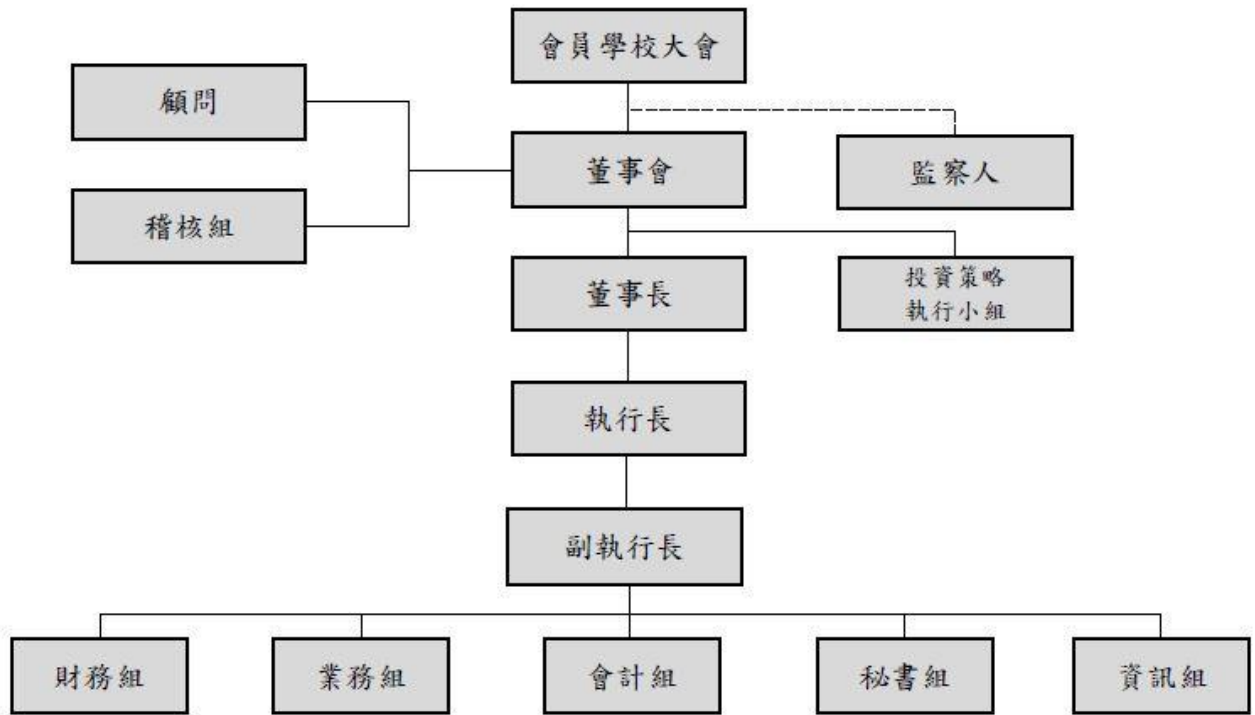 會員學校大會
顧問
董事會
監察人
稽核組
董事長
投資策略
執行小組
執行長
副執行長
財務組
業務組
會計組
秘書組
資訊組